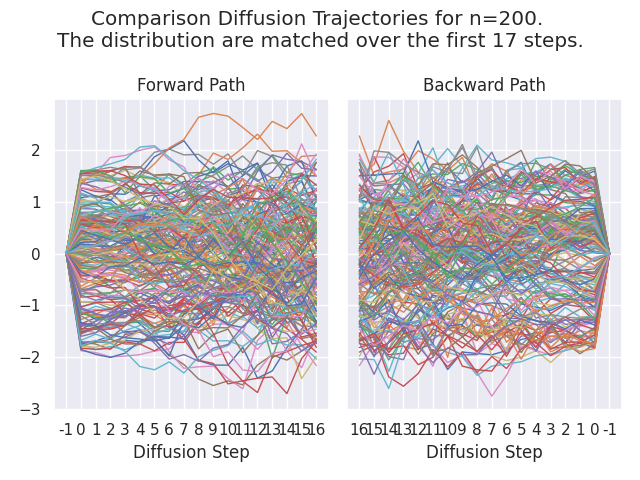 Comparison Diffusion Trajectories for n=200.
The distribution are matched over the first 17 steps.
Forward Path
Backward Path
2
1
0
−1
−2
−3
-1 0 1 2 3 4 5 6 7 8 9 10 11 12 13 14 15 16
16 15 14 13 12 11 10 9 8 7 6 5 4 3 2 1 0 -1
Diffusion Step
Diffusion Step